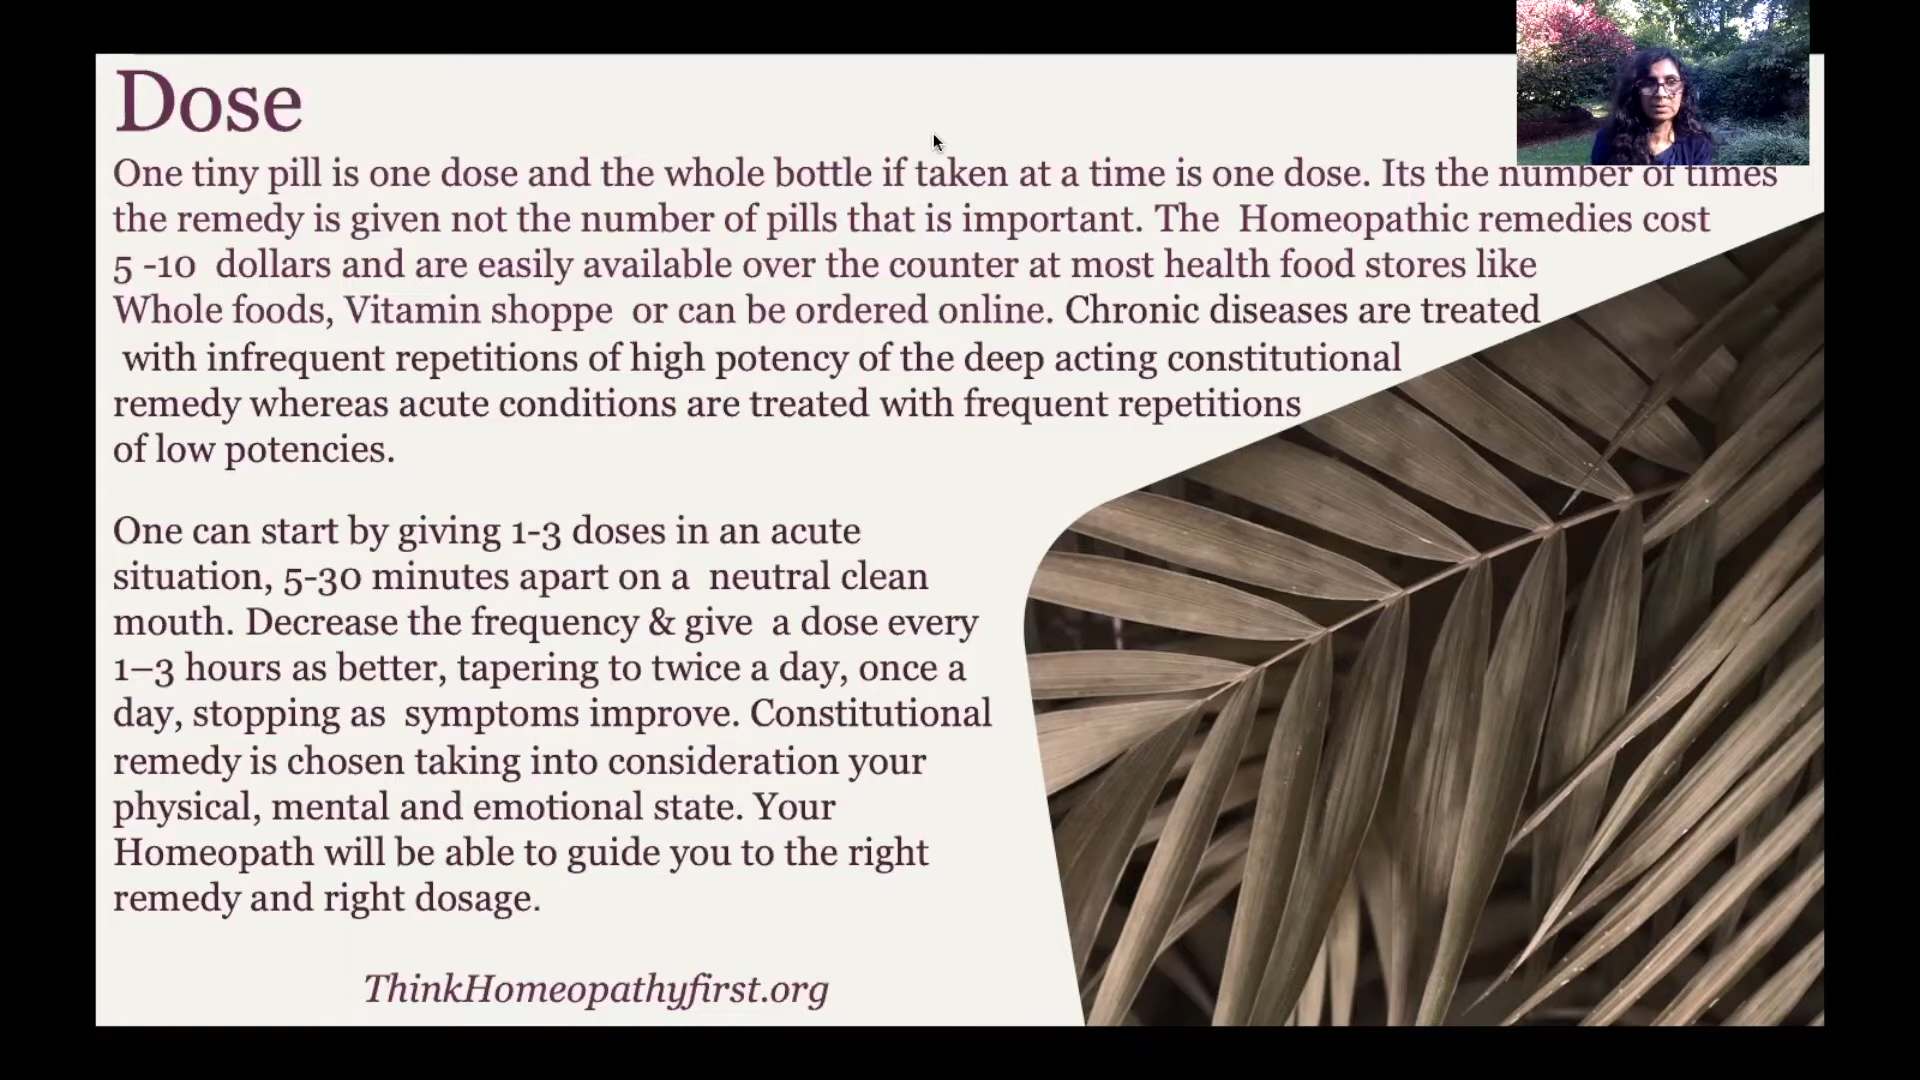 Dose
One tiny pill is one dose and the whole bottle if taken at a time is one dose. Its the number of times
the remedy is given not the number of pills that is important. The Homeopathic remedies cost
5 -10 dollars and are easily available over the counter at most health food stores like
Whole foods, Vitamin shoppe or can be ordered online. Chronic diseases are treated
with infrequent repetitions of high potency of the deep acting constitutional
remedy whereas acute conditions are treated with frequent repetitions
of low potencies.
One can start by giving 1-3 doses in an acute
situation, 5-30 minutes apart on a neutral clean
mouth. Decrease the frequency & give a dose every
1–3 hours as better, tapering to twice a day, once a
day, stopping as symptoms improve. Constitutional
remedy is chosen taking into consideration your
physical, mental and emotional state. Your
Homeopath will be able to guide you to the right
remedy and right dosage.
ThinkHomeopathyfirst.org